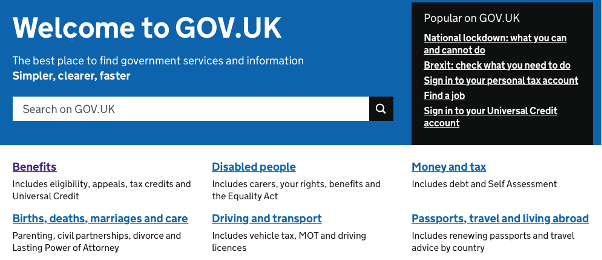 Welcome to GOV.UK
The best place to find government services and information
Simpler, clearer, faster
Search on GOV.UK
Popular on GOV.UK
National lockdown: what you can
and cannot do
Brexit: check what you need to do
Sign in to your personal tax account
Find a job
Sign in to your Universal Credit
account
Benefits
Includes eligibility, appeals, tax credits and
Universal Credit
Disabled people
Includes carers, your rights, benefits and
the Equality Act
Money and tax
Includes debt and Self Assessment
Births, deaths, marriages and care
Parenting, civil partnerships, divorce and
Lasting Power of Attorney
Driving and transport
Includes vehicle tax, MOT and driving
licences
Passports, travel and living abroad
Includes renewing passports and travel
advice by country